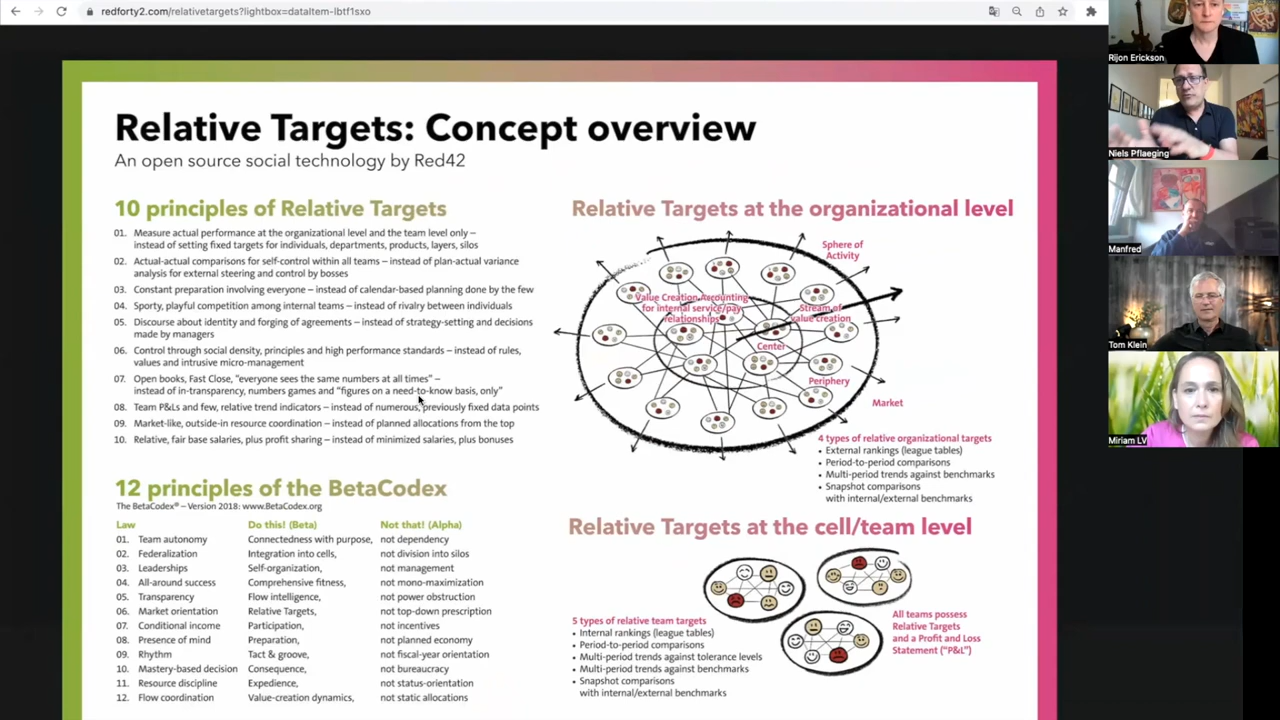 redforty2.com/relativetargets?lightbox=dataItem-lbtf1sxo
Relative Targets: Concept overview
An open source social technology by Red42
10 principles of Relative Targets
01. Measure actual performance at the organizational level and the team level only –
instead of setting fixed targets for individuals, departments, products, layers, silos
02. Actual-actual comparisons for self-control within all teams – instead of plan-actual variance
analysis for external steering and control by bosses
03. Constant preparation involving everyone – instead of calendar-based planning done by the few
04. Sporty, playful competition among internal teams – instead of rivalry between individuals
05. Discourse about identity and forging of agreements – instead of strategy-setting and decisions
made by managers
06. Control through social density, principles and high performance standards – instead of rules,
values and intrusive micro-management
07. Open books, Fast Close, "everyone sees the same numbers at all times" –
instead of in-transparency, numbers games and "figures on a need-to-know basis, only"
08. Team P&Ls and few, relative trend indicators – instead of numerous, previously fixed data points
09. Market-like, outside-in resource coordination – instead of planned allocations from the top
10. Relative, fair base salaries, plus profit sharing – instead of minimized salaries, plus bonuses
12 principles of the BetaCodex
The BetaCodex® – Version 2018: www.BetaCodex.org
Law Do this! (Beta) Not that! (Alpha)
01. Team autonomy Connectedness with purpose, not dependency
02. Federalization Integration into cells, not division into silos
03. Leaderships Self-organization, not management
04. All-around success Comprehensive fitness, not mono-maximization
05. Transparency Flow intelligence, not power obstruction
06. Market orientation Relative Targets, not top-down prescription
07. Conditional income Participation, not incentives
08. Presence of mind Preparation, not planned economy
09. Rhythm Tact & groove, not fiscal-year orientation
10. Mastery-based decision Consequence, not bureaucracy
11. Resource discipline Expedience, not status-orientation
12. Flow coordination Value-creation dynamics, not static allocations
Relative Targets at the organizational level
Sphere of
Activity
Value Creation Accounting
for internal service/pay
relationships
Stream of
value creation
Center
Periphery
Market
4 types of relative organizational targets
• External rankings (league tables)
• Period-to-period comparisons
• Multi-period trends against benchmarks
• Snapshot comparisons
with internal/external benchmarks
Relative Targets at the cell/team level
5 types of relative team targets
• Internal rankings (league tables)
• Period-to-period comparisons
• Multi-period trends against tolerance levels
• Multi-period trends against benchmarks
• Snapshot comparisons
with internal/external benchmarks
All teams possess
Relative Targets
and a Profit and Loss
Statement ("P&L")
Rijon Erickson
Niels Pflaeging
Manfred
Tom Klein
Miriam LV